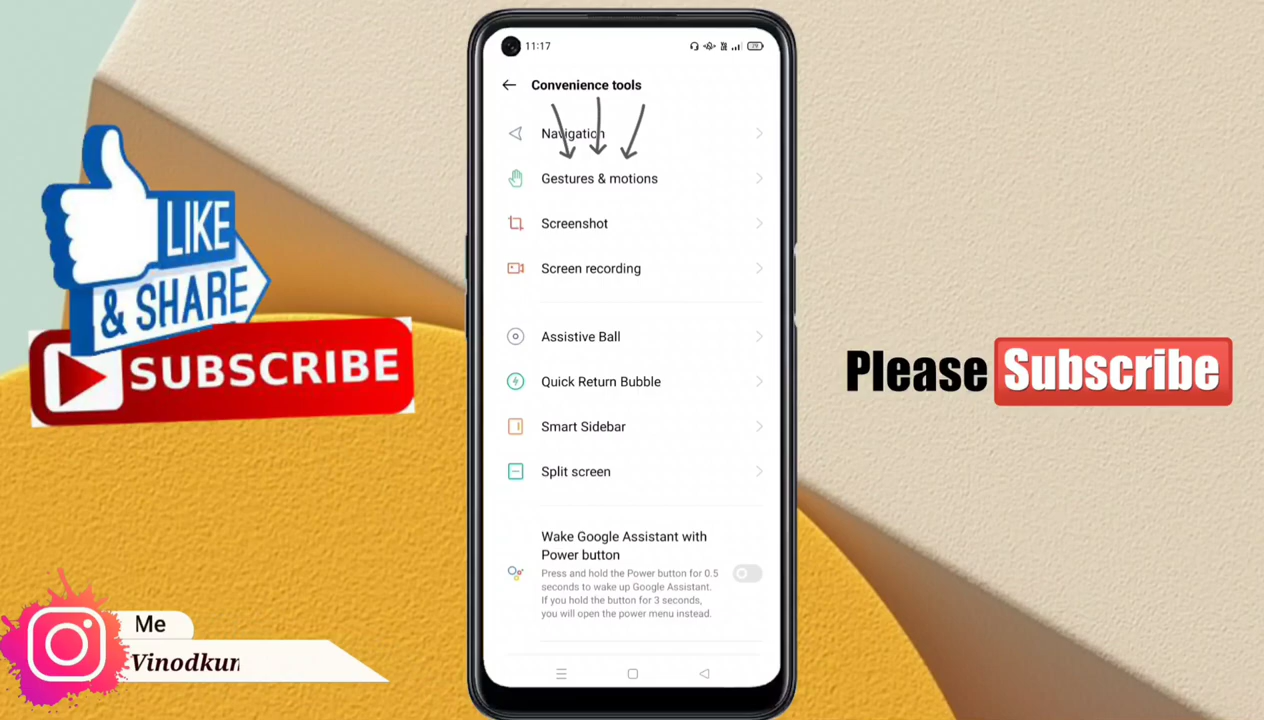 11:17
Convenience tools
Navigation
Gestures & motions
Screenshot
Screen recording
Assistive Ball
Quick Return Bubble
Smart Sidebar
Split screen
Wake Google Assistant with
Power button
Press and hold the Power button for 0.5
seconds to wake up Google Assistant.
If you hold the button for 3 seconds,
you will open the power menu instead.
LIKE
& SHARE
SUBSCRIBE
Please Subscribe
Me
Vinodkum